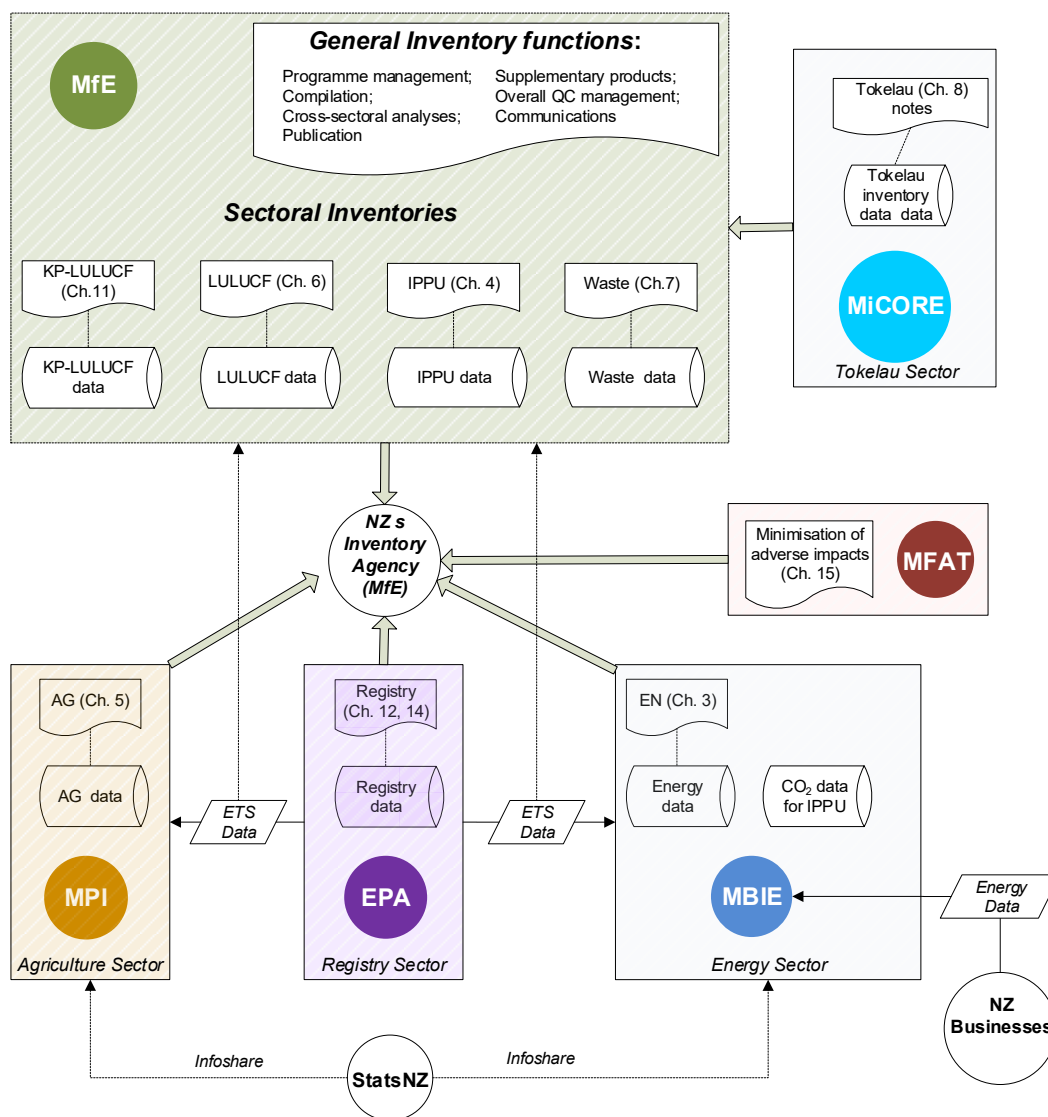 General Inventory functions:
MfE
Programme management;
Compilation;
Cross-sectoral analyses;
Publication
Supplementary products;
Overall QC management;
Communications
Tokelau (Ch. 8)
notes
Tokelau
inventory
data data
MiCORE
Tokelau Sector
Sectoral Inventories
KP-LULUCF
(Ch.11)
LULUCF (Ch. 6)
IPPU (Ch. 4)
Waste (Ch.7)
KP-LULUCF
data
LULUCF data
IPPU data
Waste data
NZ s
Inventory
Agency
(MfE)
Minimisation of
adverse impacts
(Ch. 15)
MFAT
AG (Ch. 5)
AG data
MPI
Agriculture Sector
ETS
Data
Registry
(Ch. 12, 14)
Registry
data
EPA
Registry Sector
ETS
Data
EN (Ch. 3)
Energy
data
CO₂ data
for IPPU
MBIE
Energy Sector
Energy
Data
NZ
Businesses
Infoshare
StatsNZ
Infoshare